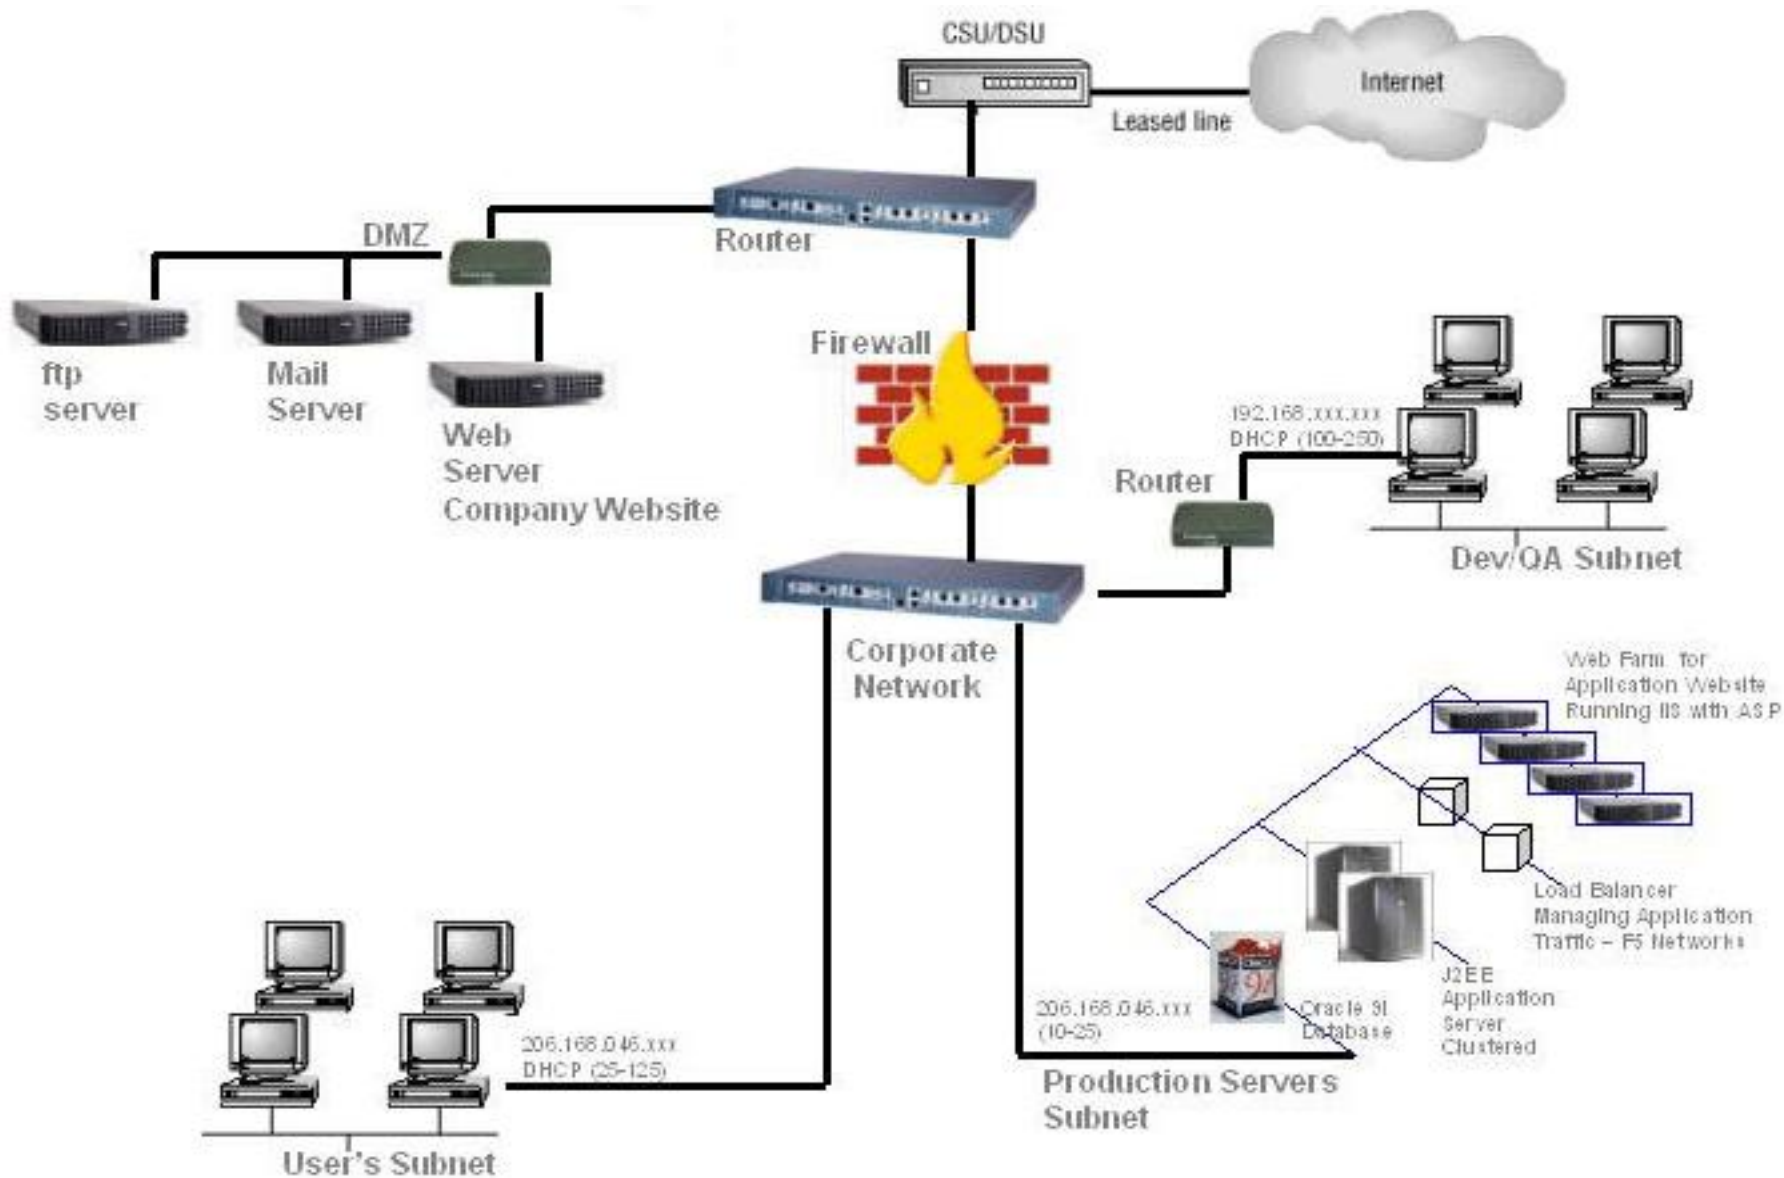 CSU/DSU
Internet
Leased line
Router
DMZ
ftp
server
Mail
Server
Web
Server
Company Website
Firewall
192.168.xxx.xxx
DHCP (100-250)
Router
Dev/QA Subnet
Corporate
Network
Web Farm for
Application Website
Running IIS with ASP
Load Balancer
Managing Application
Traffic – F5 Networks
J2EE
Application
Server
Clustered
Oracle 9i
Database
206.168.046.xxx
(10-25)
Production Servers
Subnet
206.168.046.xxx
DHCP (25-125)
User's Subnet